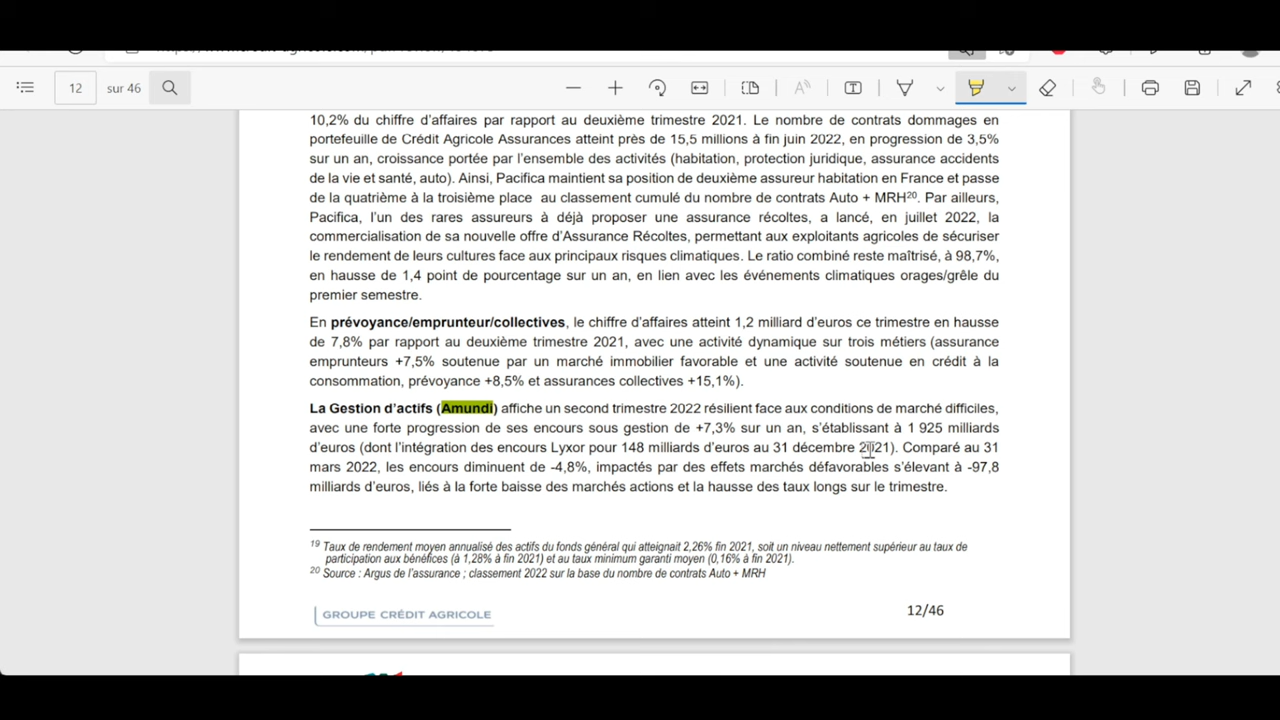 12
sur 46
10,2% du chiffre d'affaires par rapport au deuxième trimestre 2021. Le nombre de contrats dommages en
portefeuille de Crédit Agricole Assurances atteint près de 15,5 millions à fin juin 2022, en progression de 3,5%
sur un an, croissance portée par l'ensemble des activités (habitation, protection juridique, assurance accidents
de la vie et santé, auto). Ainsi, Pacifica maintient sa position de deuxième assureur habitation en France et passe
de la quatrième à la troisième place au classement cumulé du nombre de contrats Auto + MRH20. Par ailleurs,
Pacifica, l'un des rares assureurs à déjà proposer une assurance récoltes, a lancé, en juillet 2022, la
commercialisation de sa nouvelle offre d'Assurance Récoltes, permettant aux exploitants agricoles de sécuriser
le rendement de leurs cultures face aux principaux risques climatiques. Le ratio combiné reste maîtrisé, à 98,7%,
en hausse de 1,4 point de pourcentage sur un an, en lien avec les événements climatiques orages/grêle du
premier semestre.
En prévoyance/emprunteur/collectives, le chiffre d'affaires atteint 1,2 milliard d'euros ce trimestre en hausse
de 7,8% par rapport au deuxième trimestre 2021, avec une activité dynamique sur trois métiers (assurance
emprunteurs +7,5% soutenue par un marché immobilier favorable et une activité soutenue en crédit à la
consommation, prévoyance +8,5% et assurances collectives +15,1%).
La Gestion d'actifs (Amundi) affiche un second trimestre 2022 résilient face aux conditions de marché difficiles,
avec une forte progression de ses encours sous gestion de +7,3% sur un an, s'établissant à 1 925 milliards
d'euros (dont l'intégration des encours Lyxor pour 148 milliards d'euros au 31 décembre 2021). Comparé au 31
mars 2022, les encours diminuent de -4,8%, impactés par des effets marchés défavorables s'élevant à -97,8
milliards d'euros, liés à la forte baisse des marchés actions et la hausse des taux longs sur le trimestre.
19 Taux de rendement moyen annualisé des actifs du fonds général qui atteignait 2,26% fin 2021, soit un niveau nettement supérieur au taux de
participation aux bénéfices (à 1,28% à fin 2021) et au taux minimum garanti moyen (0,16% à fin 2021).
20 Source : Argus de l'assurance ; classement 2022 sur la base du nombre de contrats Auto + MRH
GROUPE CRÉDIT AGRICOLE
12/46